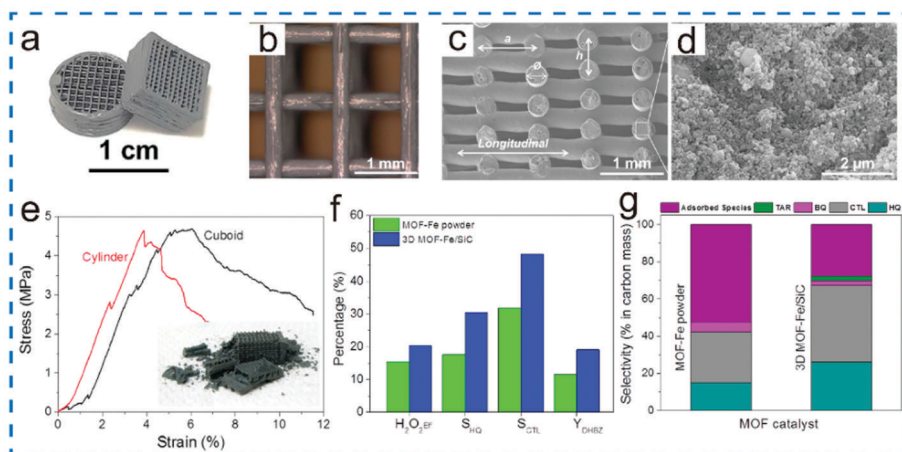 a
1 cm
b
1 mm
c
a
h
Ø
Longitudinal
1 mm
d
2 µm
e
Stress (MPa)
5
4
3
2
1
0
Cylinder
Cuboid
0 2 4 6 8 10 12
Strain (%)
f
Percentage (%)
60
50
40
30
20
10
0
MOF-Fe powder
3D MOF-Fe/SiC
H2O2 Ef SHQ SCTL YDHBZ
g
Adsorbed Species TAR BQ CTL HQ
Selectivity (% in carbon mass)
100
80
60
40
20
0
MOF-Fe powder
3D MOF-Fe/SiC
MOF catalyst